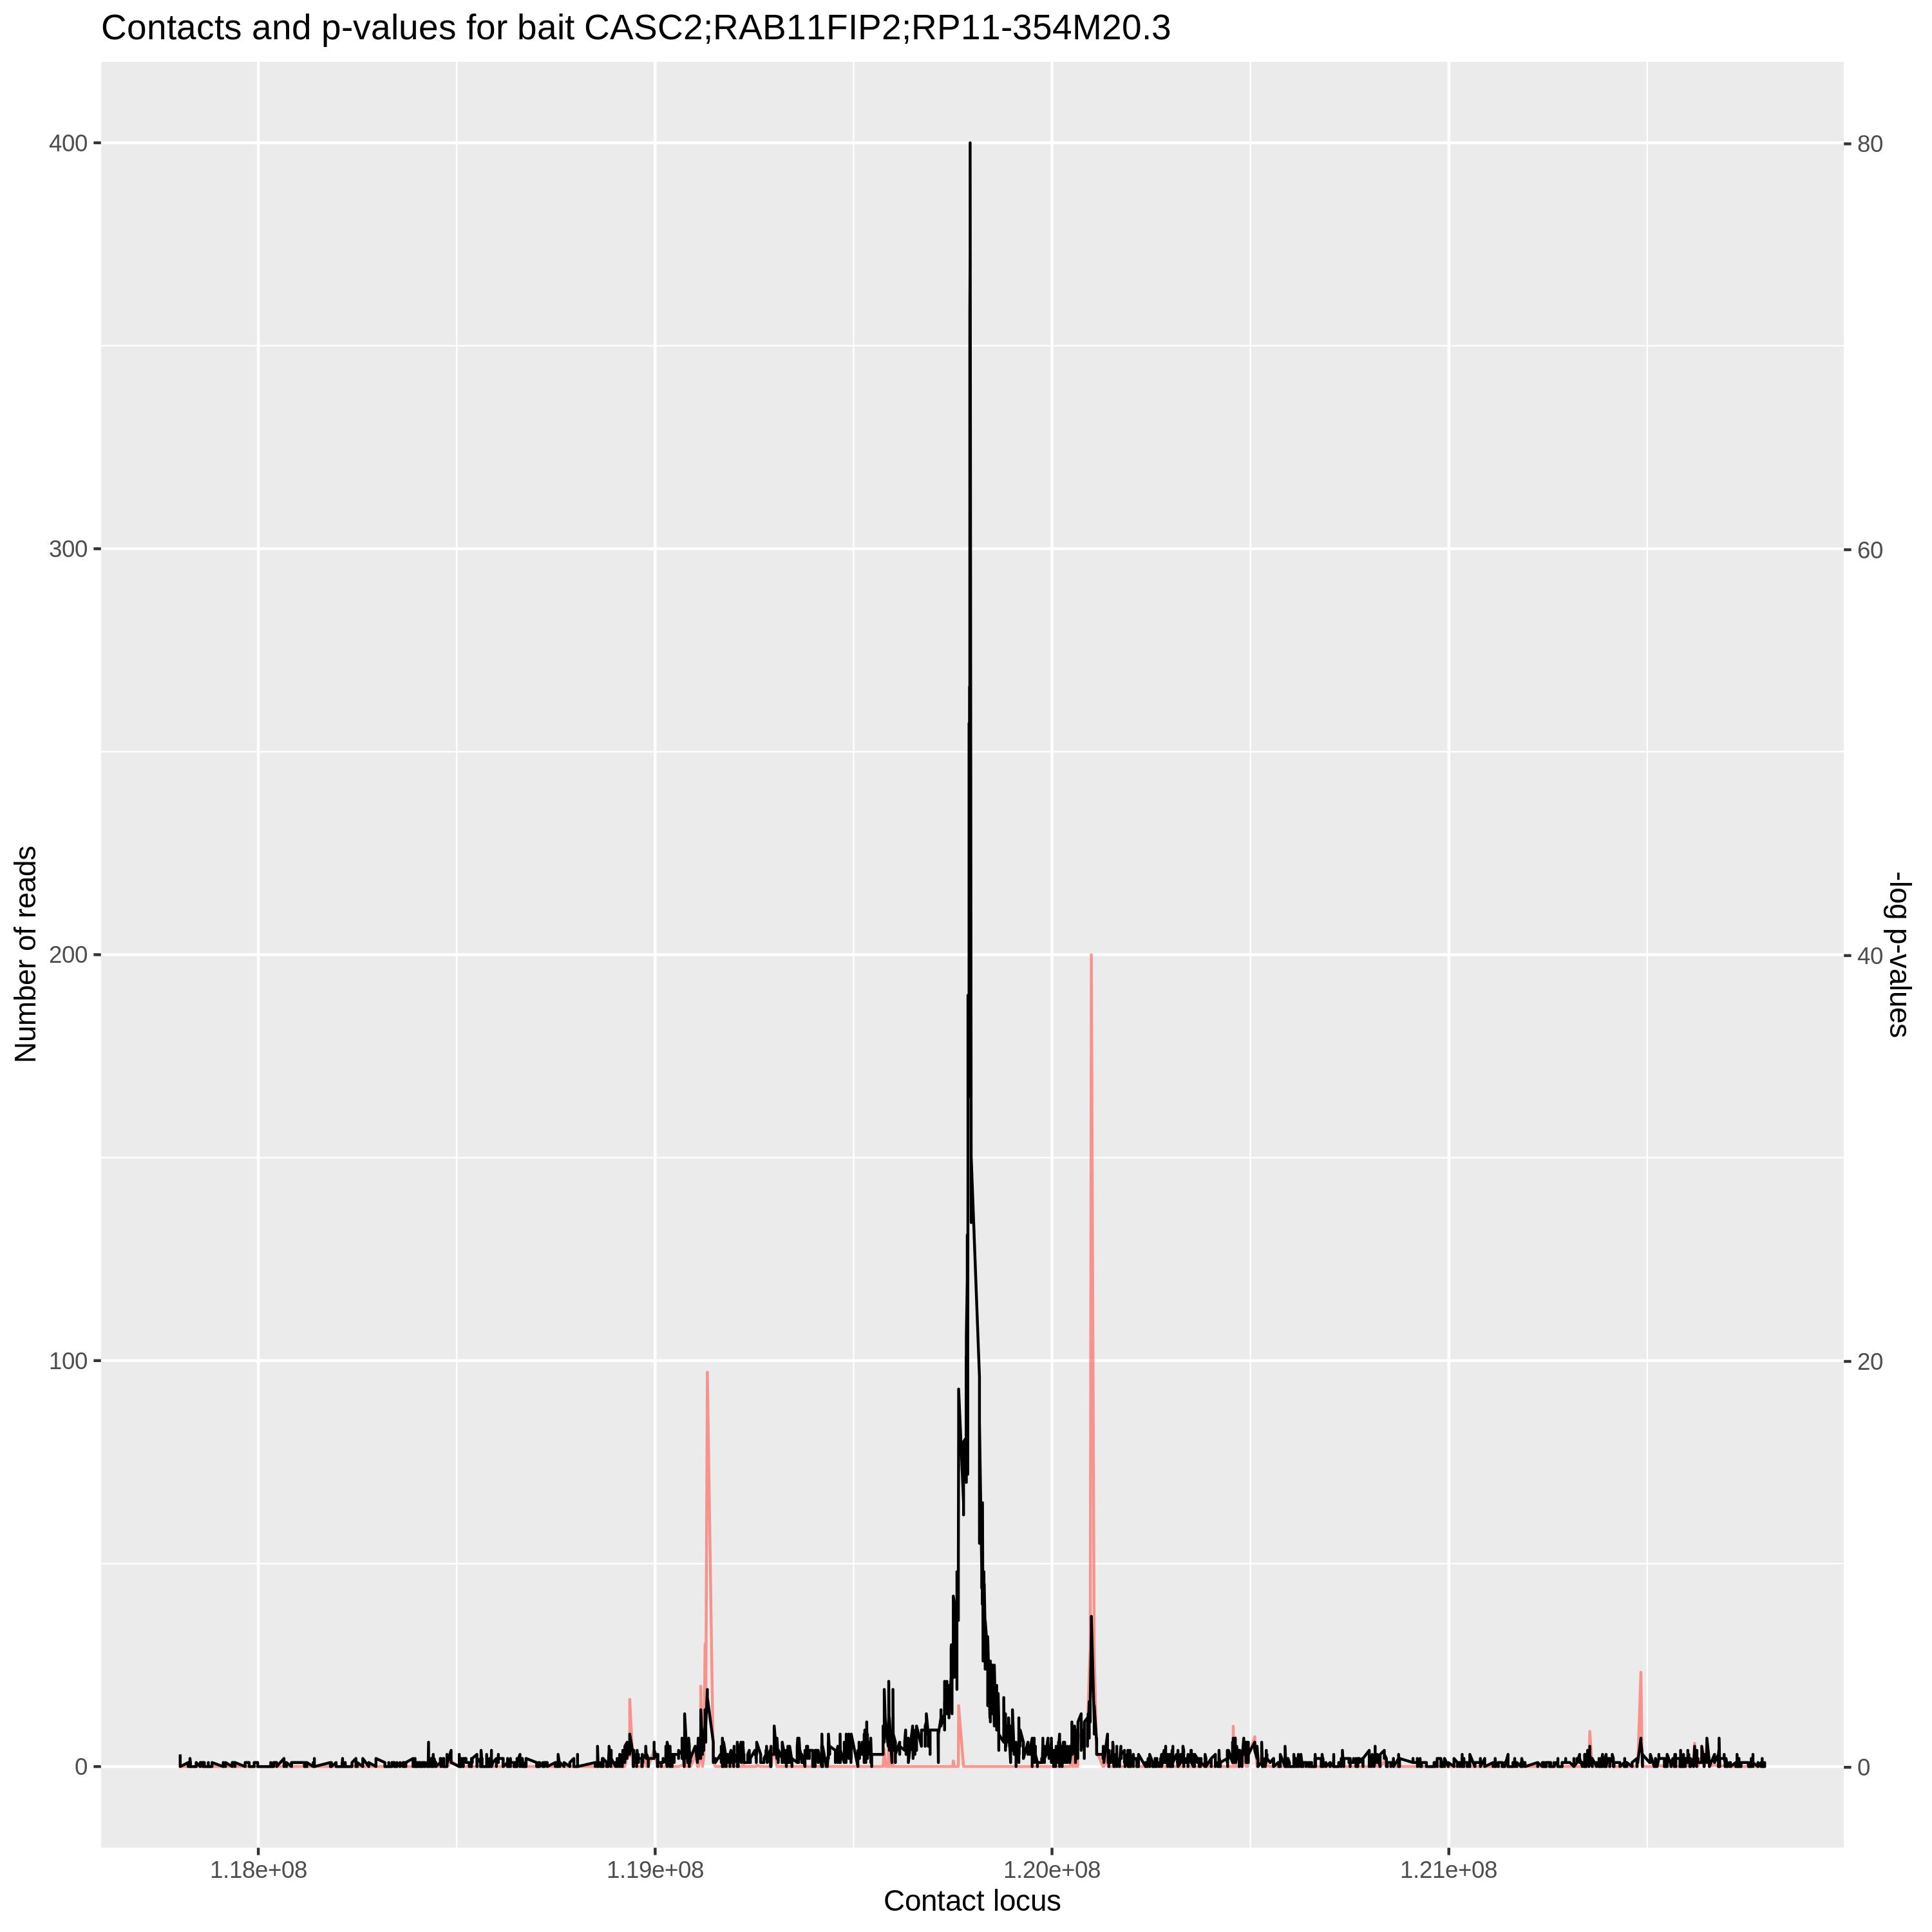 Contacts and p-values for bait CASC2;RAB11FIP2;RP11-354M20.3
400
300
200
100
0
Number of reads
80
60
40
20
0
-log p-values
1.18e+08
1.19e+08
1.20e+08
1.21e+08
Contact locus